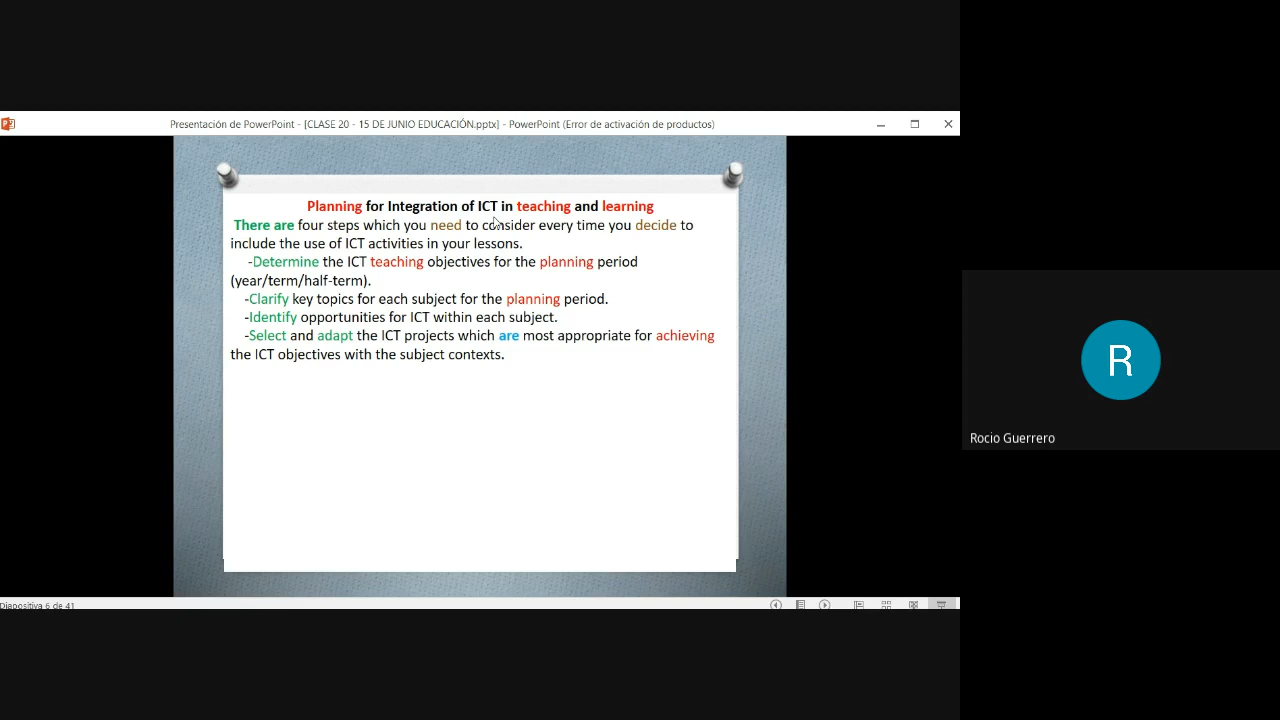 Presentación de PowerPoint - [CLASE 20 - 15 DE JUNIO EDUCACIÓN.pptx] - PowerPoint (Error de activación de productos)
Planning for Integration of ICT in teaching and learning
There are four steps which you need to consider every time you decide to
include the use of ICT activities in your lessons.
-Determine the ICT teaching objectives for the planning period
(year/term/half-term).
-Clarify key topics for each subject for the planning period.
-Identify opportunities for ICT within each subject.
-Select and adapt the ICT projects which are most appropriate for achieving
the ICT objectives with the subject contexts.
Diapositiva 6 de 41
R
Rocio Guerrero